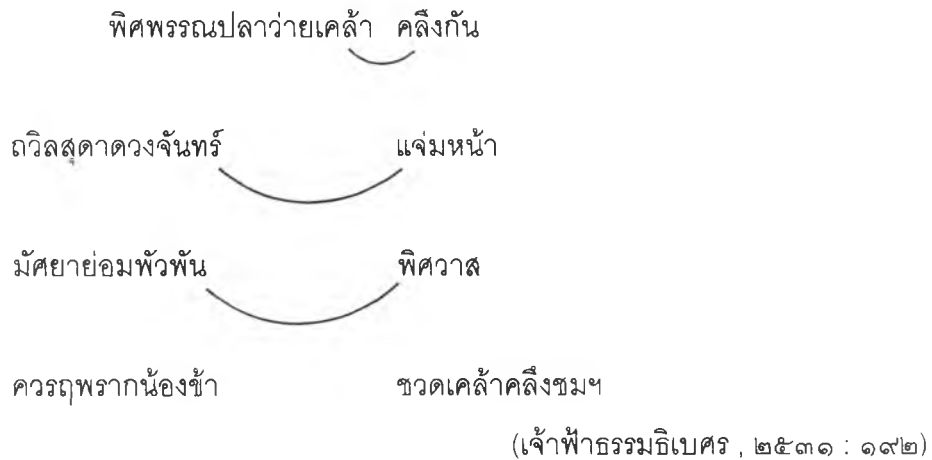 พิศพรรณปลาว่ายเคล้า คลึงกัน
ถวิลสุดาดวงจันทร์ แจ่มหน้า
มัศยาย่อมพัวพัน พิศวาส
ควรฤพรากน้องข้า ชวดเคล้าคลึงชมฯ
(เจ้าฟ้าธรรมธิเบศร , ๒๕๓๑ : ๑๙๒)